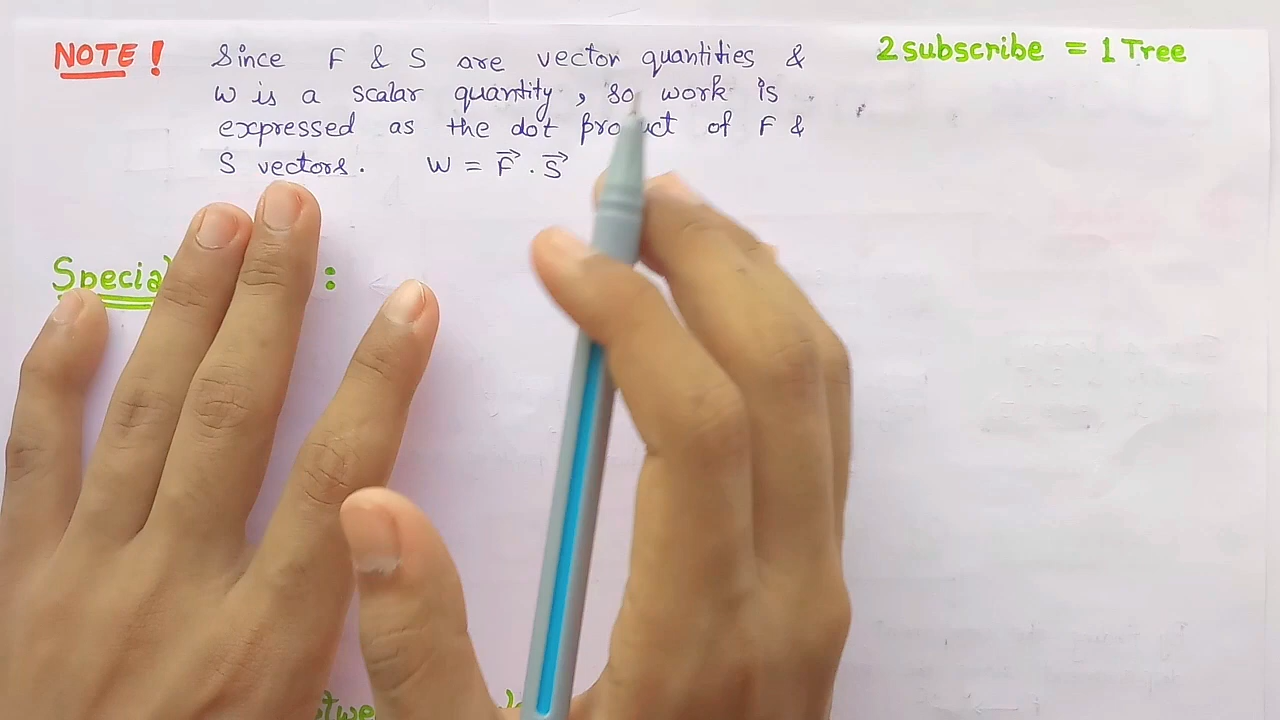 NOTE! Since F & S are vector quantities & 2 subscribe = 1 Tree
W is a scalar quantity, so work is
expressed as the dot product of F &
S vectors. W = F⃗ . S⃗
: